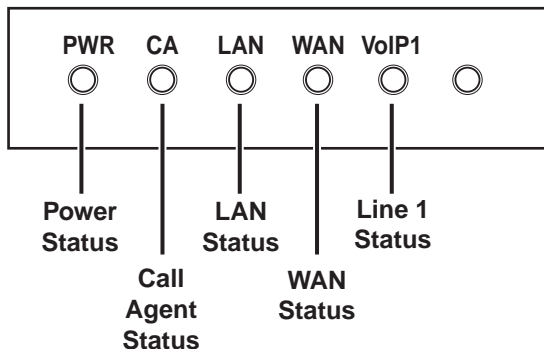 PWR CA LAN WAN VoIP1
Power
Status
Call
Agent
Status
LAN
Status
WAN
Status
Line 1
Status